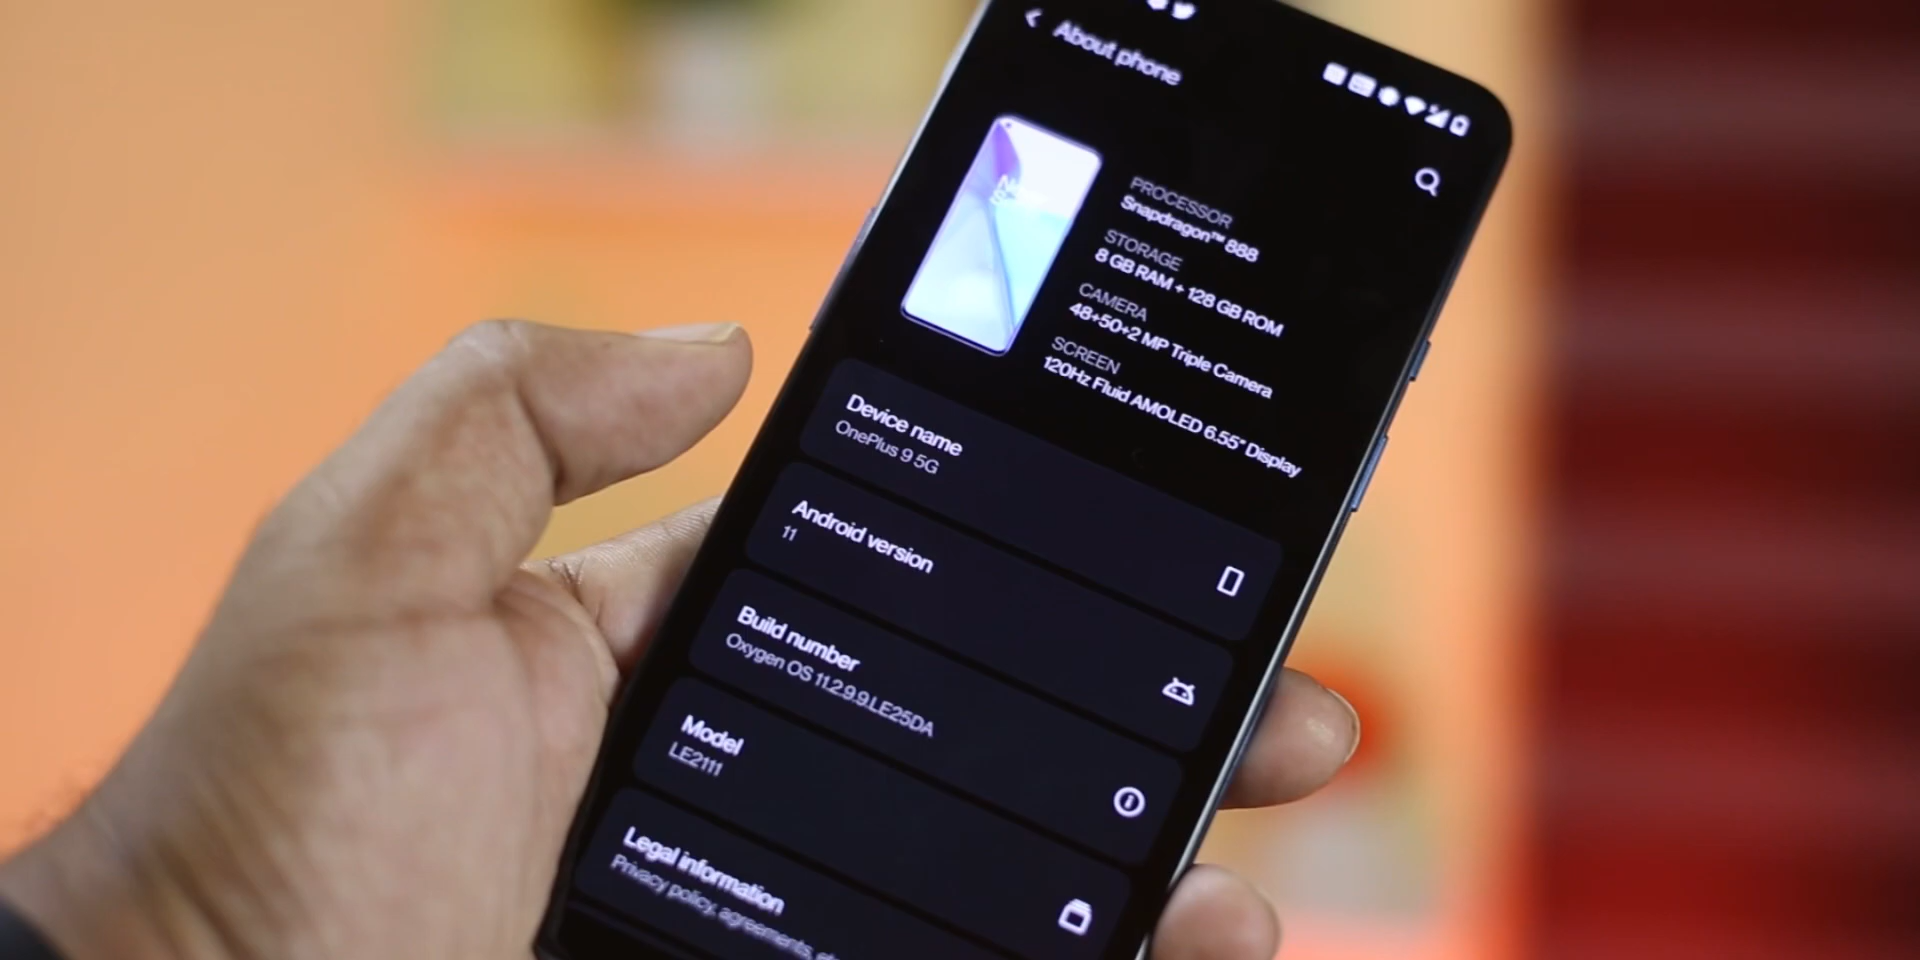 About phone
PROCESSOR
Snapdragon™ 888
STORAGE
8 GB RAM + 128 GB ROM
CAMERA
48+50+2 MP Triple Camera
SCREEN
120Hz Fluid AMOLED 6.55" Display
Device name
OnePlus 9 5G
Android version
11
Build number
Oxygen OS 11.2.9.9.LE25DA
Model
LE2111
Legal information
Privacy policy, agreements,